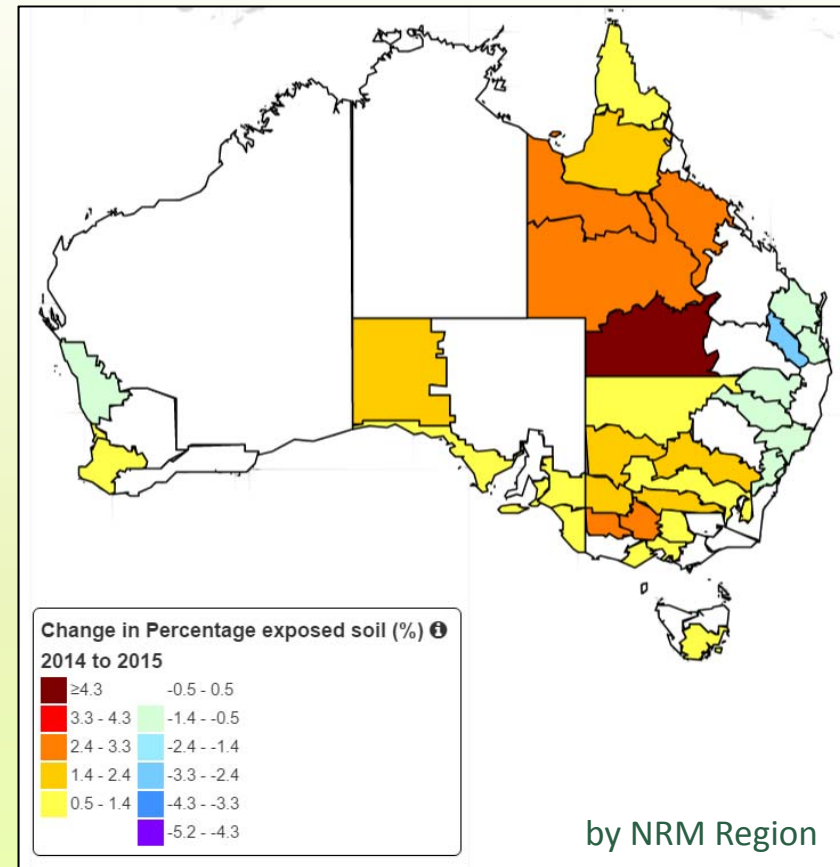 Change in Percentage exposed soil (%) ℹ
2014 to 2015
≥4.3 -0.5 - 0.5
3.3 - 4.3 -1.4 - -0.5
2.4 - 3.3 -2.4 - -1.4
1.4 - 2.4 -3.3 - -2.4
0.5 - 1.4 -4.3 - -3.3
-5.2 - -4.3
by NRM Region